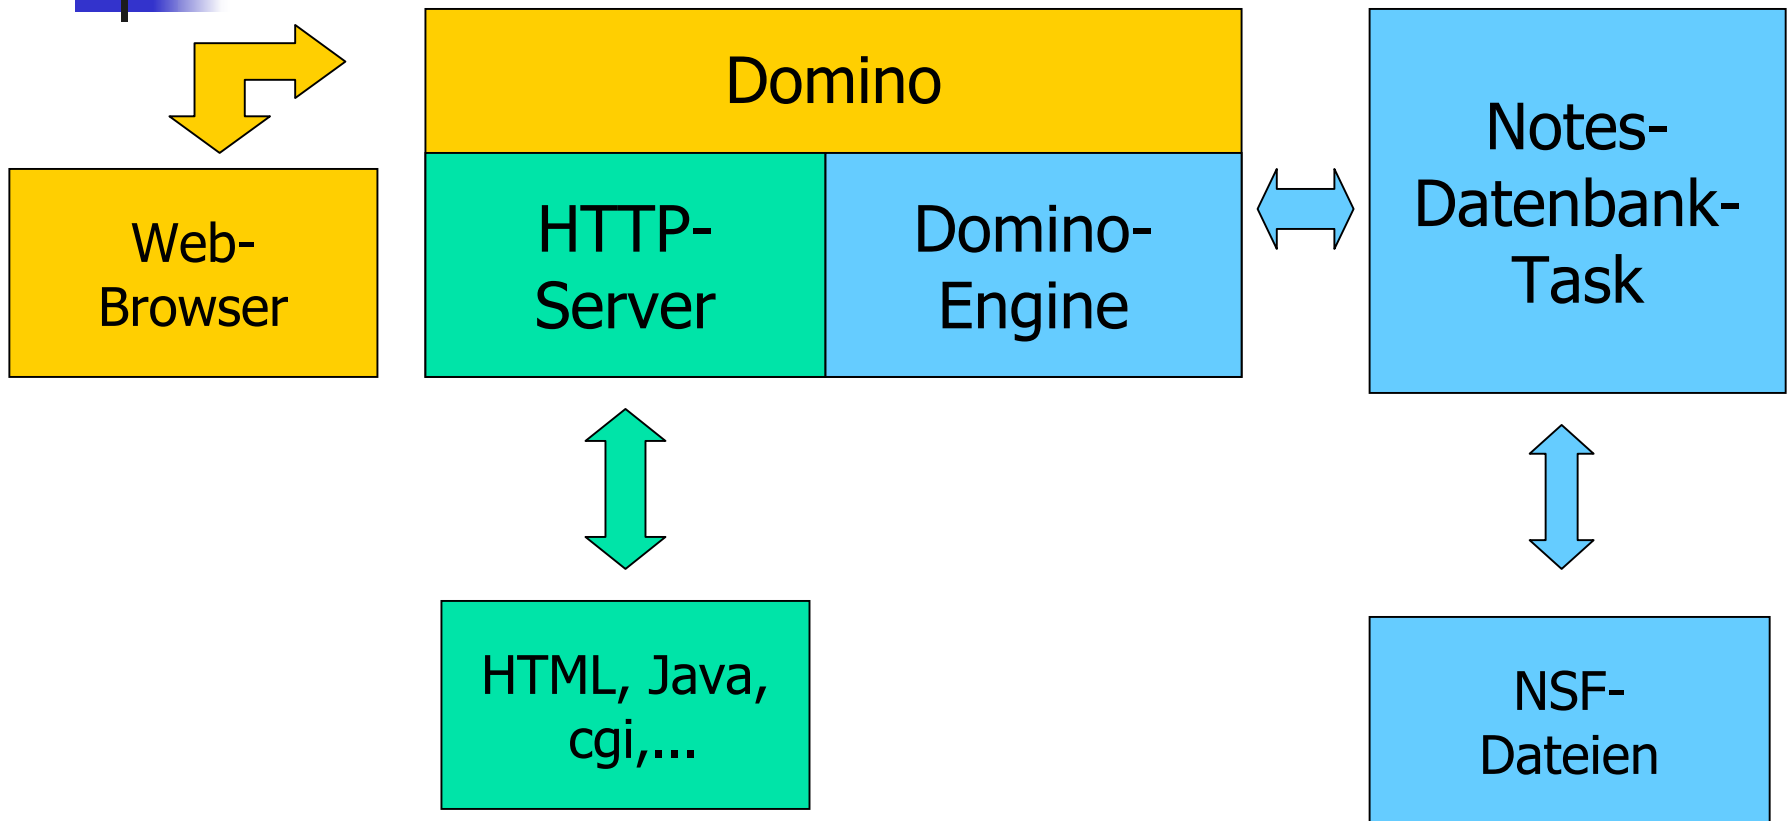 Domino
Web-
Browser
HTTP-
Server
Domino-
Engine
Notes-
Datenbank-
Task
HTML, Java,
cgi,...
NSF-
Dateien